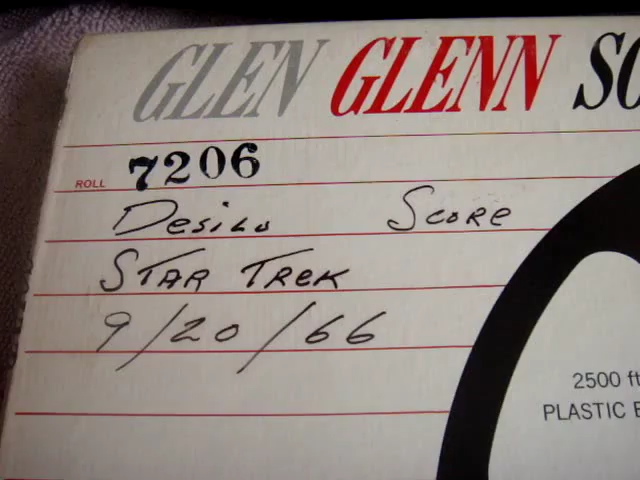 GLEN GLENN SO
ROLL 7206
Desilu Score
STAR TREK
9/20/66
2500 ft
PLASTIC B